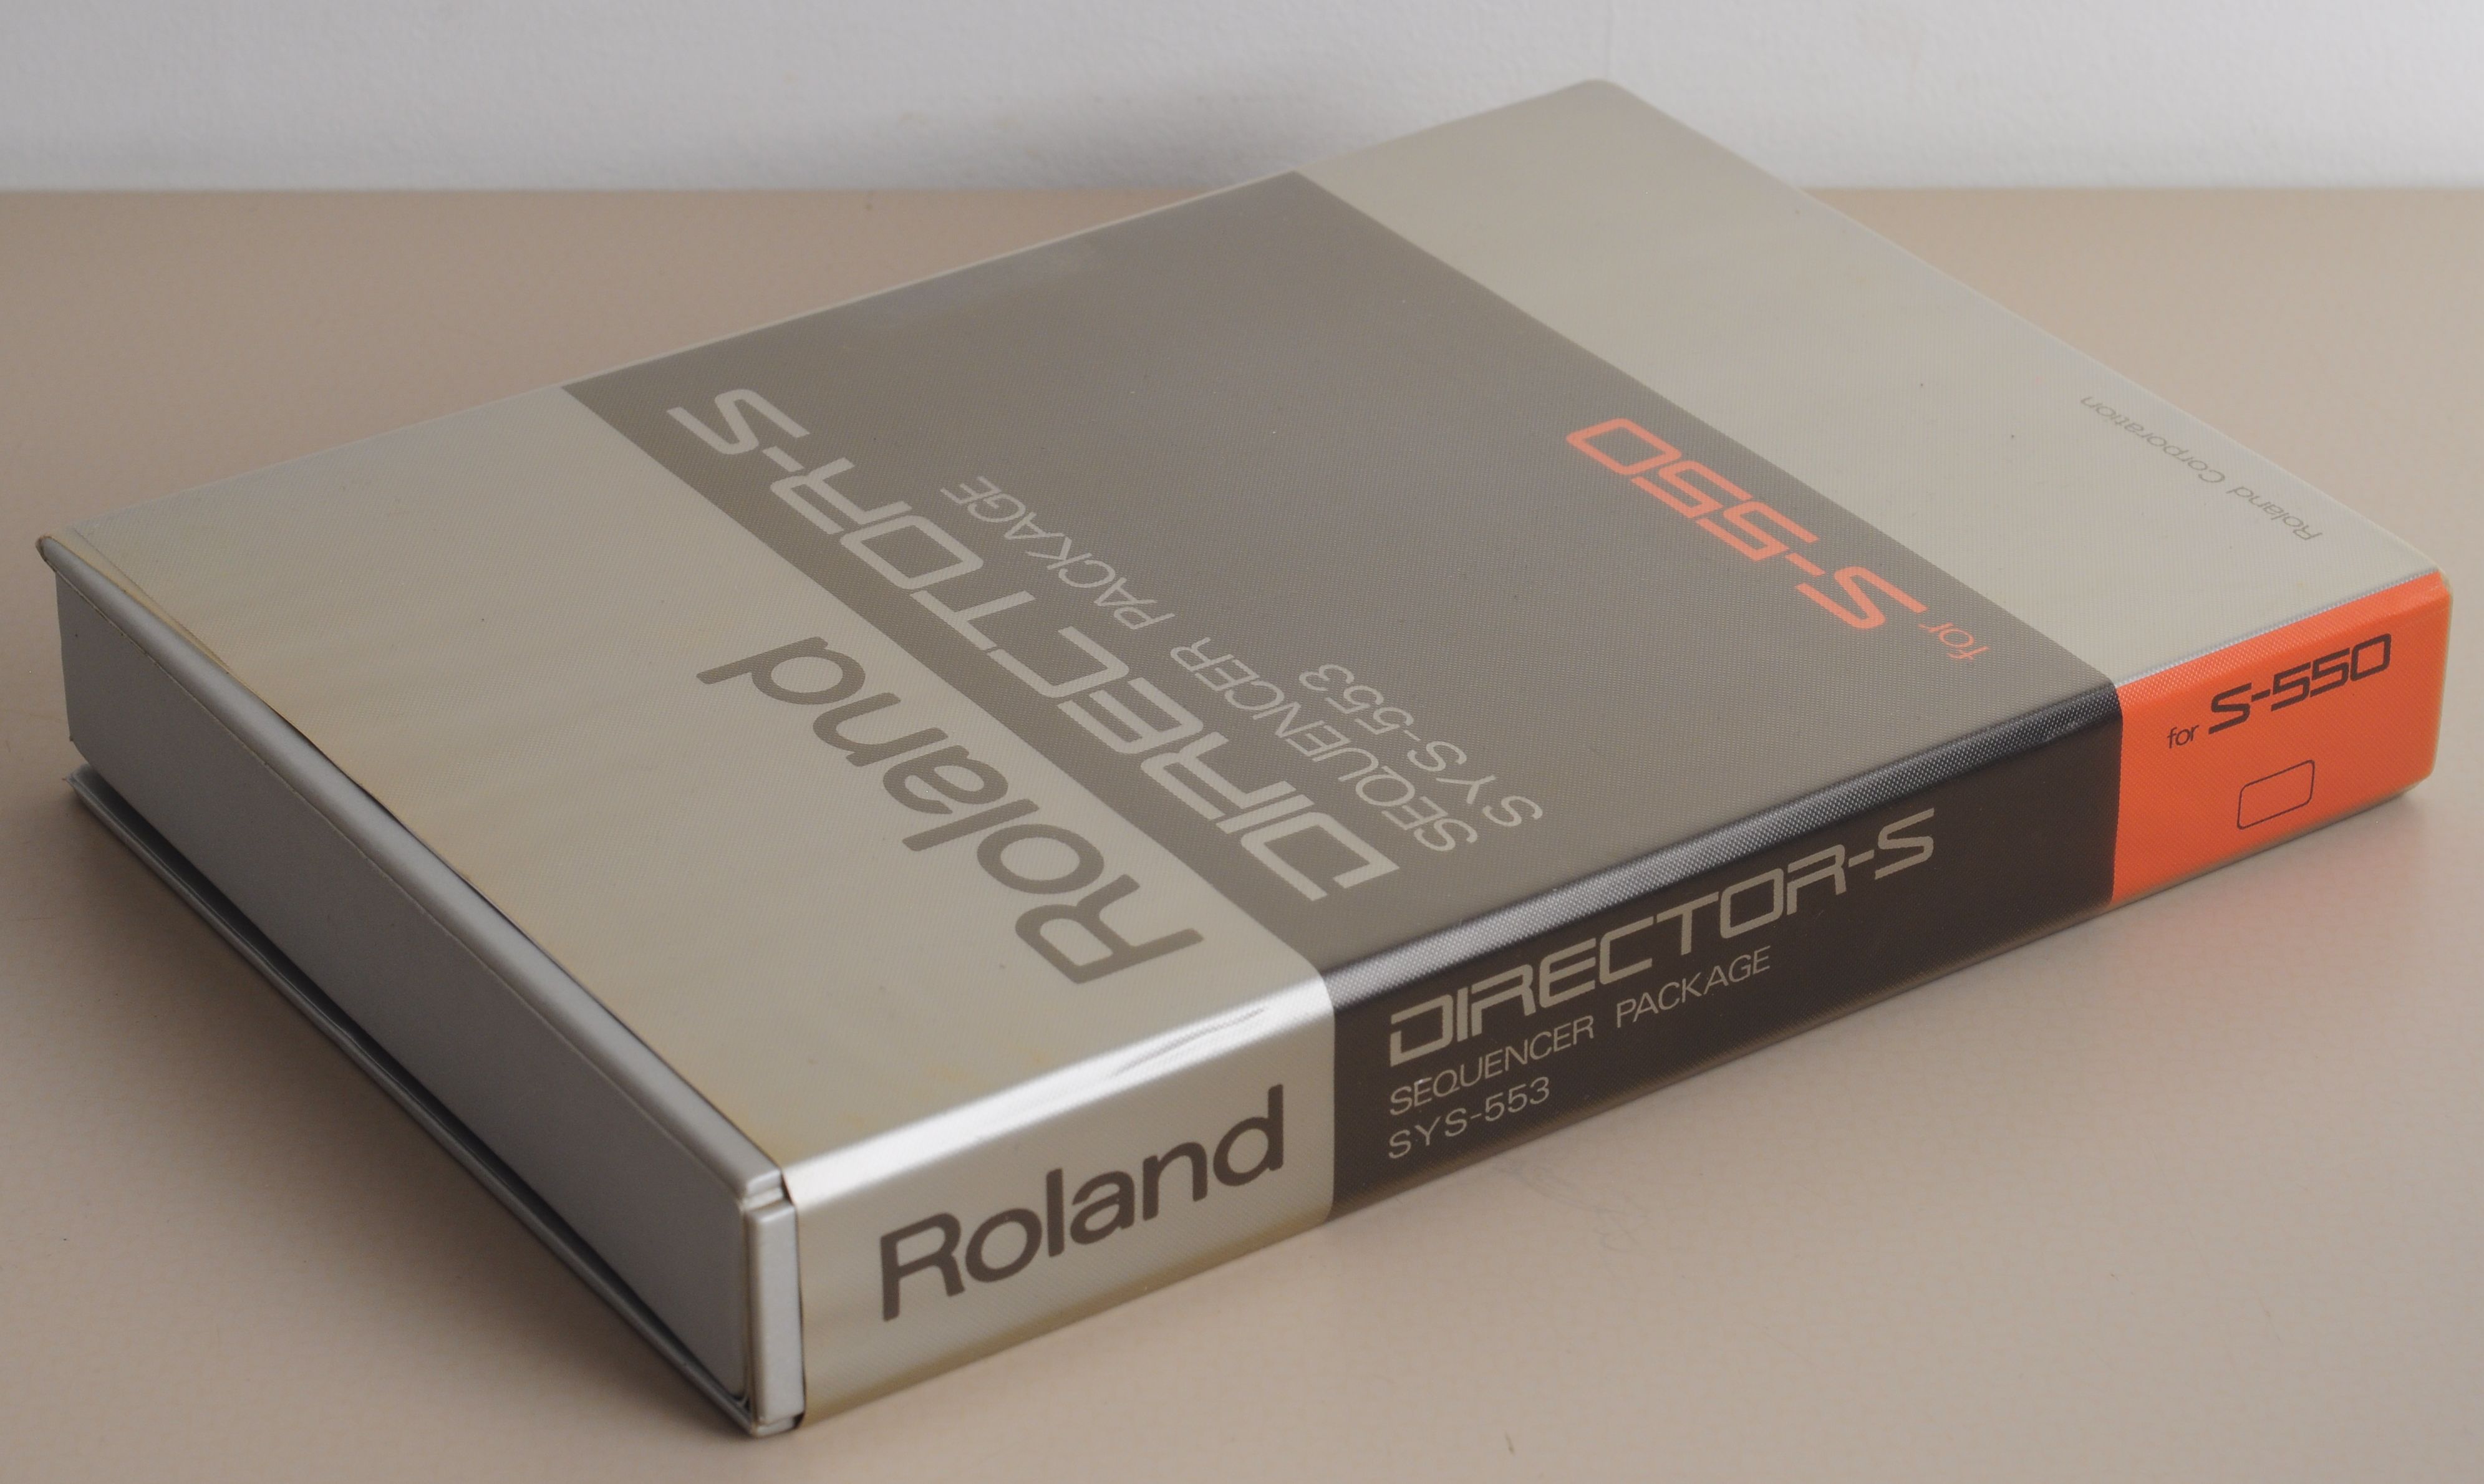 Roland
DIRECTOR-S
SEQUENCER PACKAGE
SYS-553
for S-550
Roland Corporation
Roland
DIRECTOR-S
SEQUENCER PACKAGE
SYS-553
for S-550